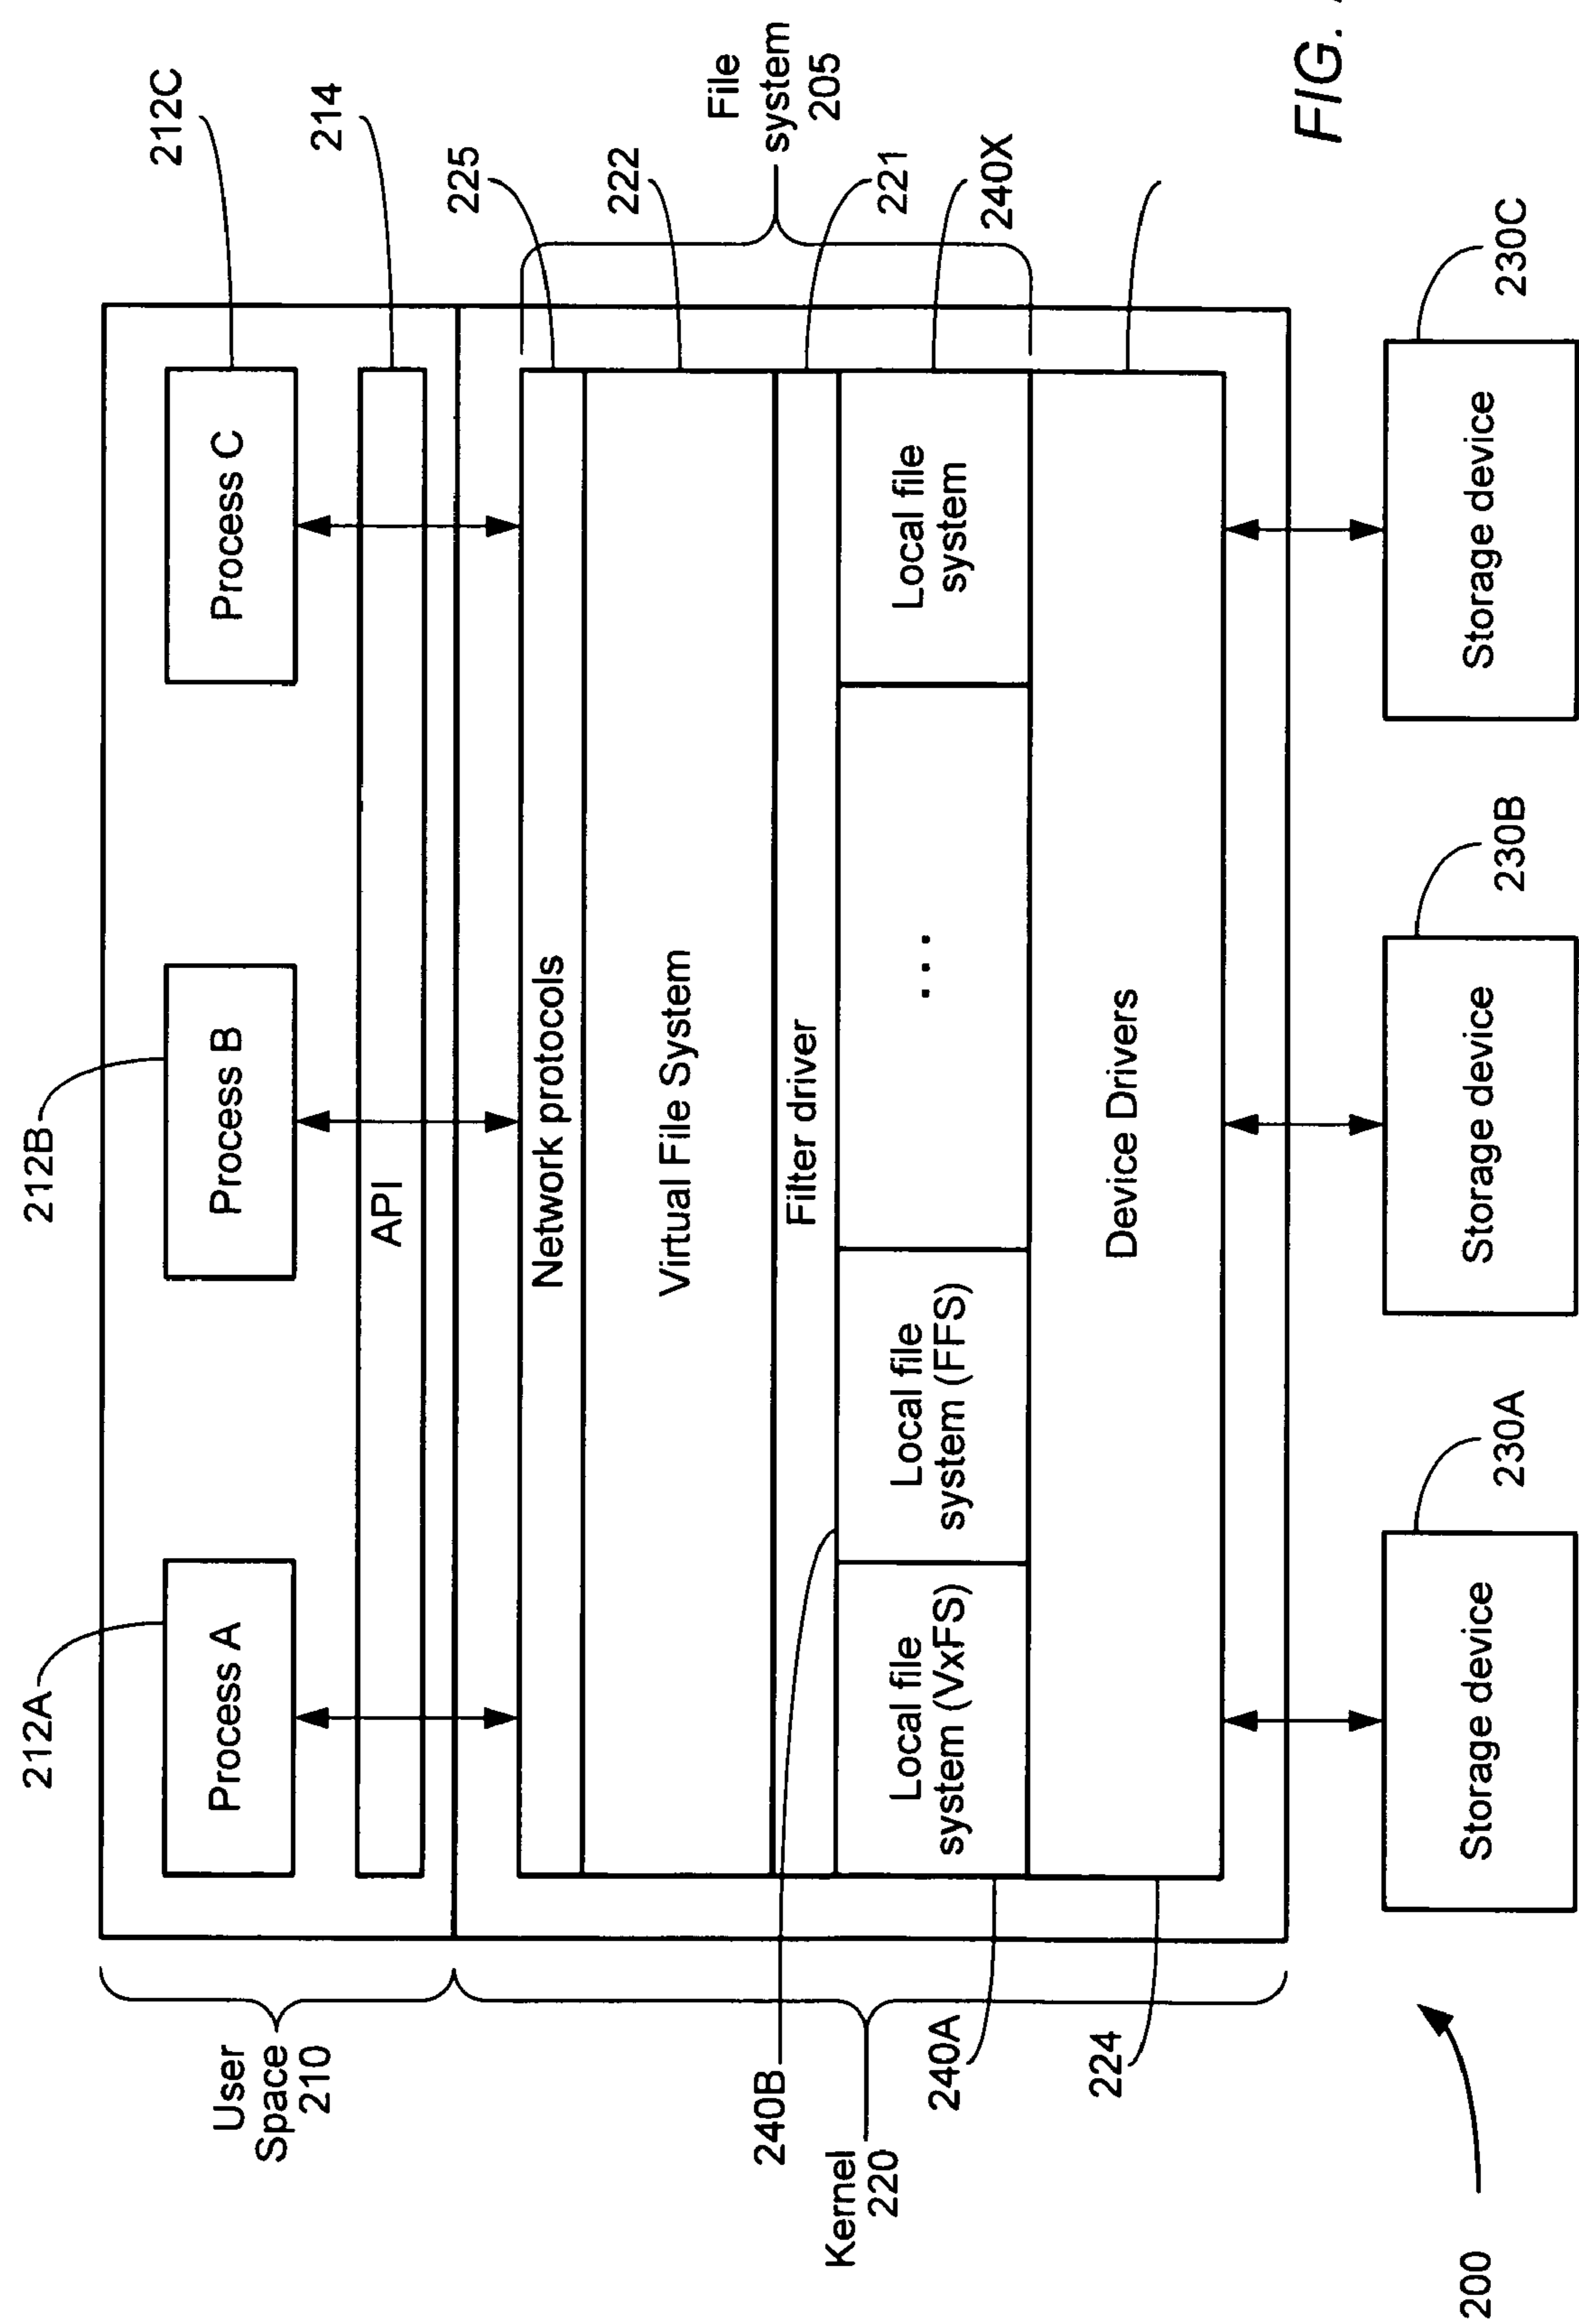 212A
212B
212C
Process A
Process B
Process C
214
API
User
Space
210
225
Network protocols
222
Virtual File System
File
system
205
221
Filter driver
240B
240X
Local file
system (VxFS)
Local file
system (FFS)
...
Local file
system
240A
Kernel
220
Device Drivers
224
230A
230B
230C
Storage device
Storage device
Storage device
200
FIG.